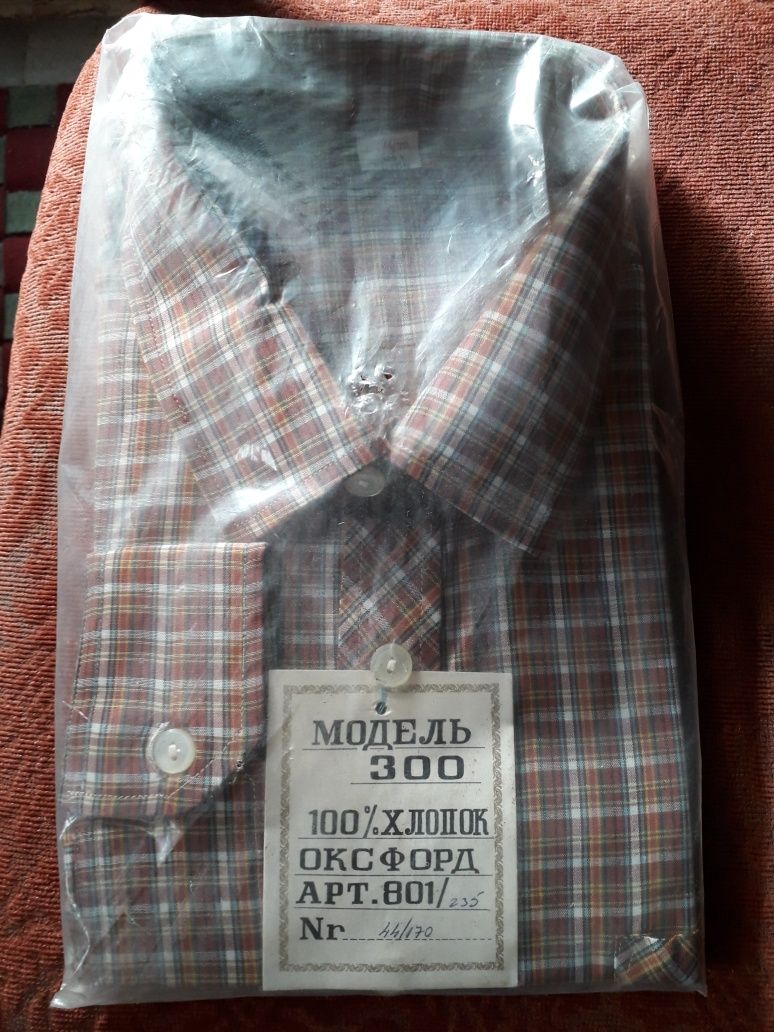 МОДЕЛЬ
300
100% ХЛОПОК
ОКСФОРД
АРТ.801/235
Nr 44/170